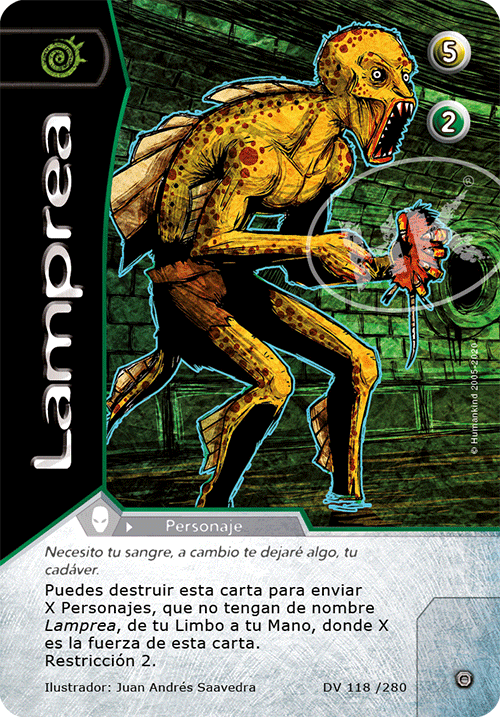 5
2
Lamprea
®
© Humankind 2005-2020
Personaje
Necesito tu sangre, a cambio te dejaré algo, tu
cadáver.
Puedes destruir esta carta para enviar
X Personajes, que no tengan de nombre
Lamprea, de tu Limbo a tu Mano, donde X
es la fuerza de esta carta.
Restricción 2.
Ilustrador: Juan Andrés Saavedra
DV 118 /280